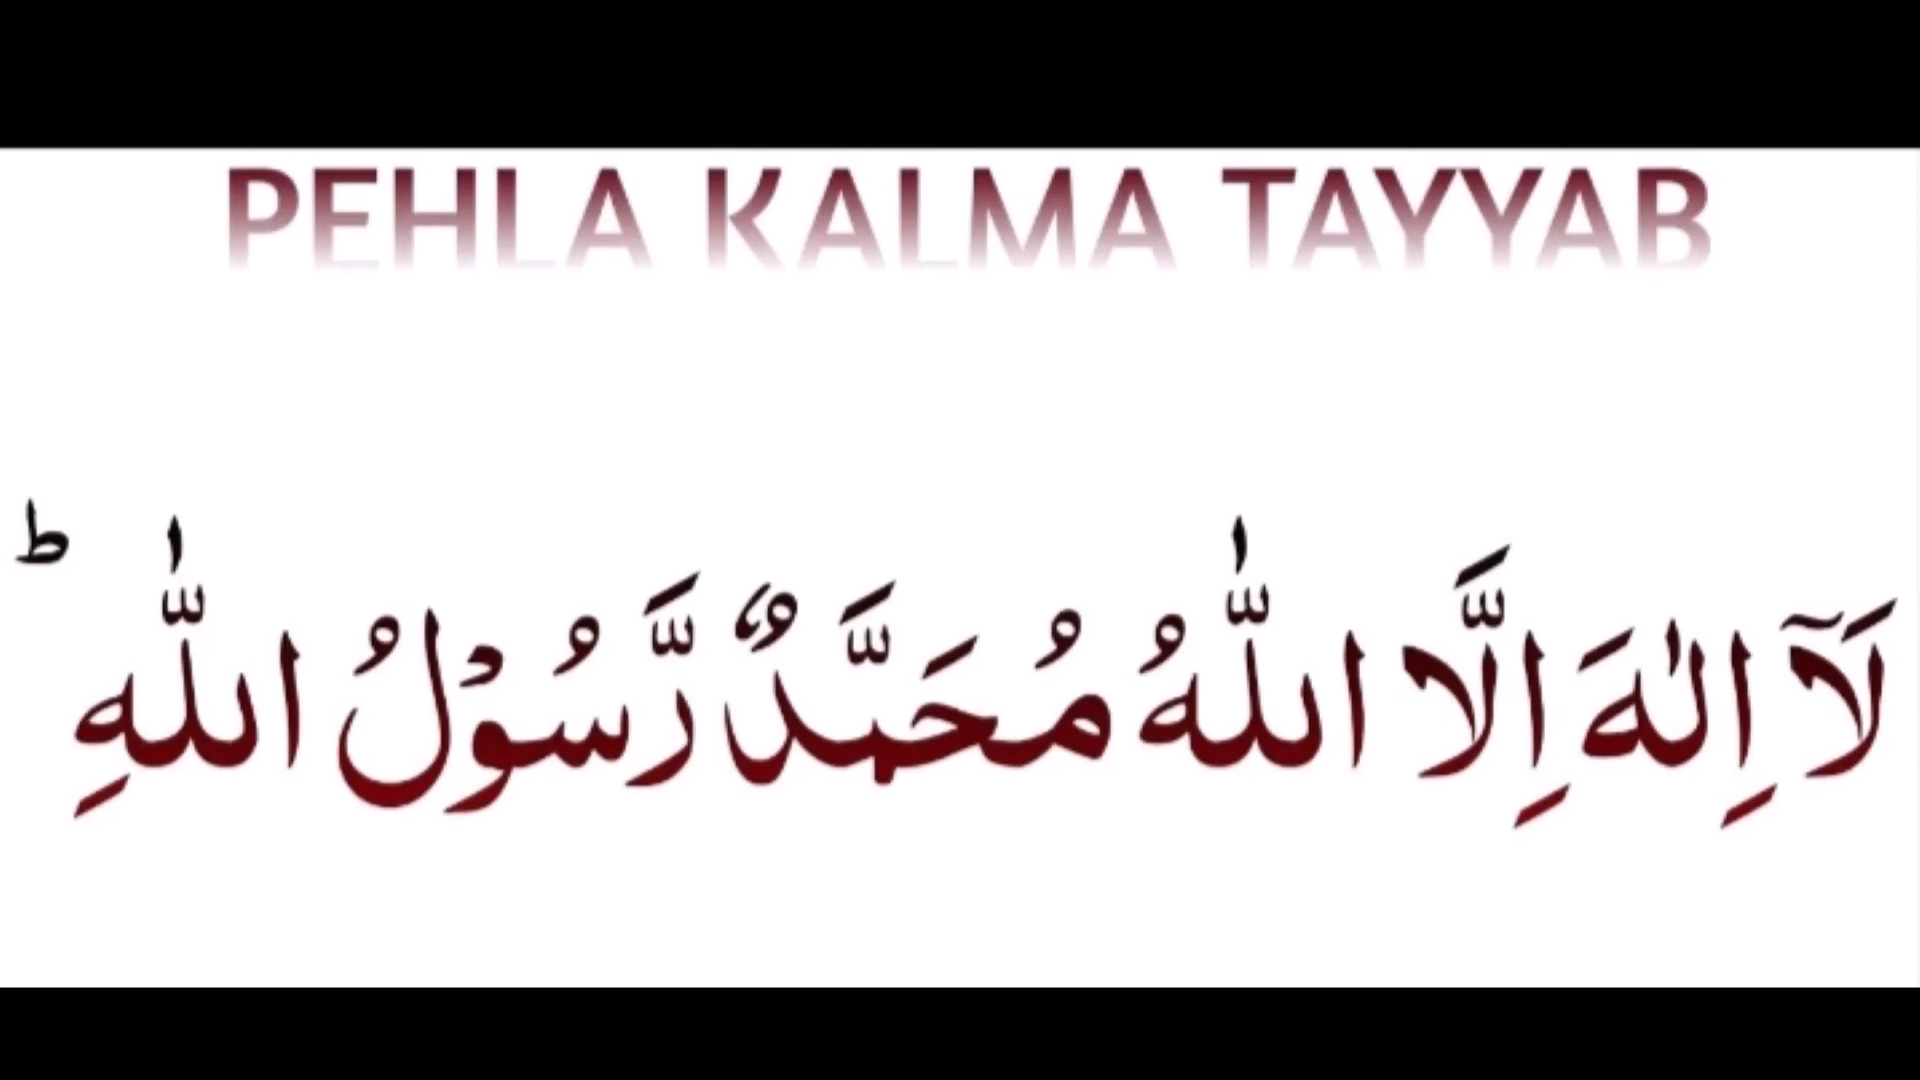 PEHLA KALMA TAYYAB
لَآ اِلٰهَ اِلَّا اللّٰهُ مُحَمَّدٌ رَّسُوْلُ اللّٰهِ ؕ